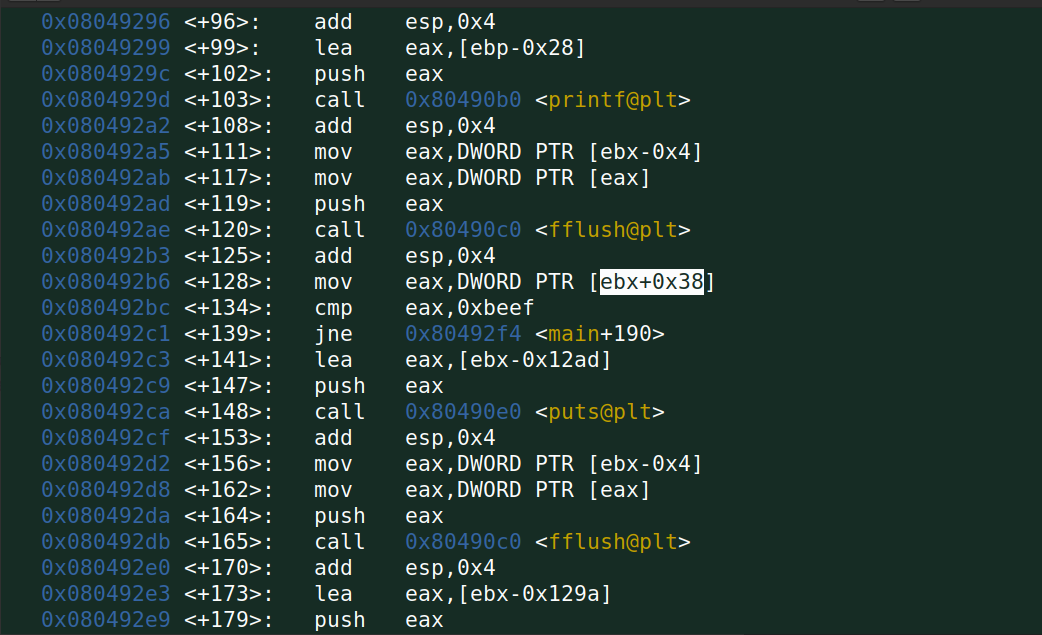 0x08049296 <+96>: add esp,0x4
0x08049299 <+99>: lea eax,[ebp-0x28]
0x0804929c <+102>: push eax
0x0804929d <+103>: call 0x80490b0 <printf@plt>
0x080492a2 <+108>: add esp,0x4
0x080492a5 <+111>: mov eax,DWORD PTR [ebx-0x4]
0x080492ab <+117>: mov eax,DWORD PTR [eax]
0x080492ad <+119>: push eax
0x080492ae <+120>: call 0x80490c0 <fflush@plt>
0x080492b3 <+125>: add esp,0x4
0x080492b6 <+128>: mov eax,DWORD PTR [ebx+0x38]
0x080492bc <+134>: cmp eax,0xbeef
0x080492c1 <+139>: jne 0x80492f4 <main+190>
0x080492c3 <+141>: lea eax,[ebx-0x12ad]
0x080492c9 <+147>: push eax
0x080492ca <+148>: call 0x80490e0 <puts@plt>
0x080492cf <+153>: add esp,0x4
0x080492d2 <+156>: mov eax,DWORD PTR [ebx-0x4]
0x080492d8 <+162>: mov eax,DWORD PTR [eax]
0x080492da <+164>: push eax
0x080492db <+165>: call 0x80490c0 <fflush@plt>
0x080492e0 <+170>: add esp,0x4
0x080492e3 <+173>: lea eax,[ebx-0x129a]
0x080492e9 <+179>: push eax